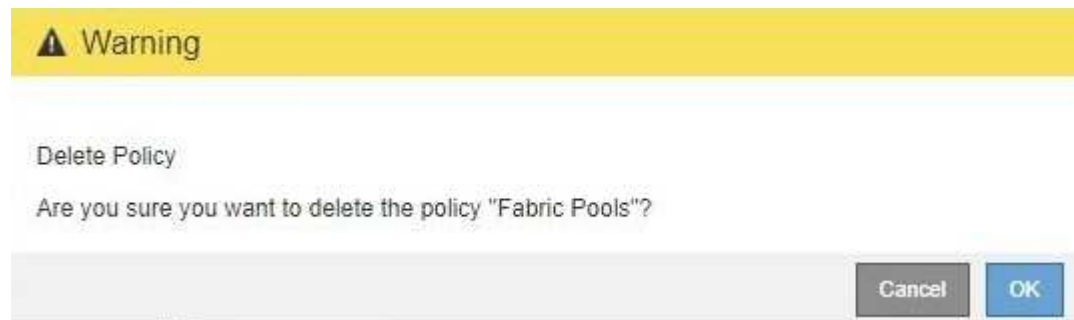 Warning
Delete Policy
Are you sure you want to delete the policy "Fabric Pools"?
Cancel OK